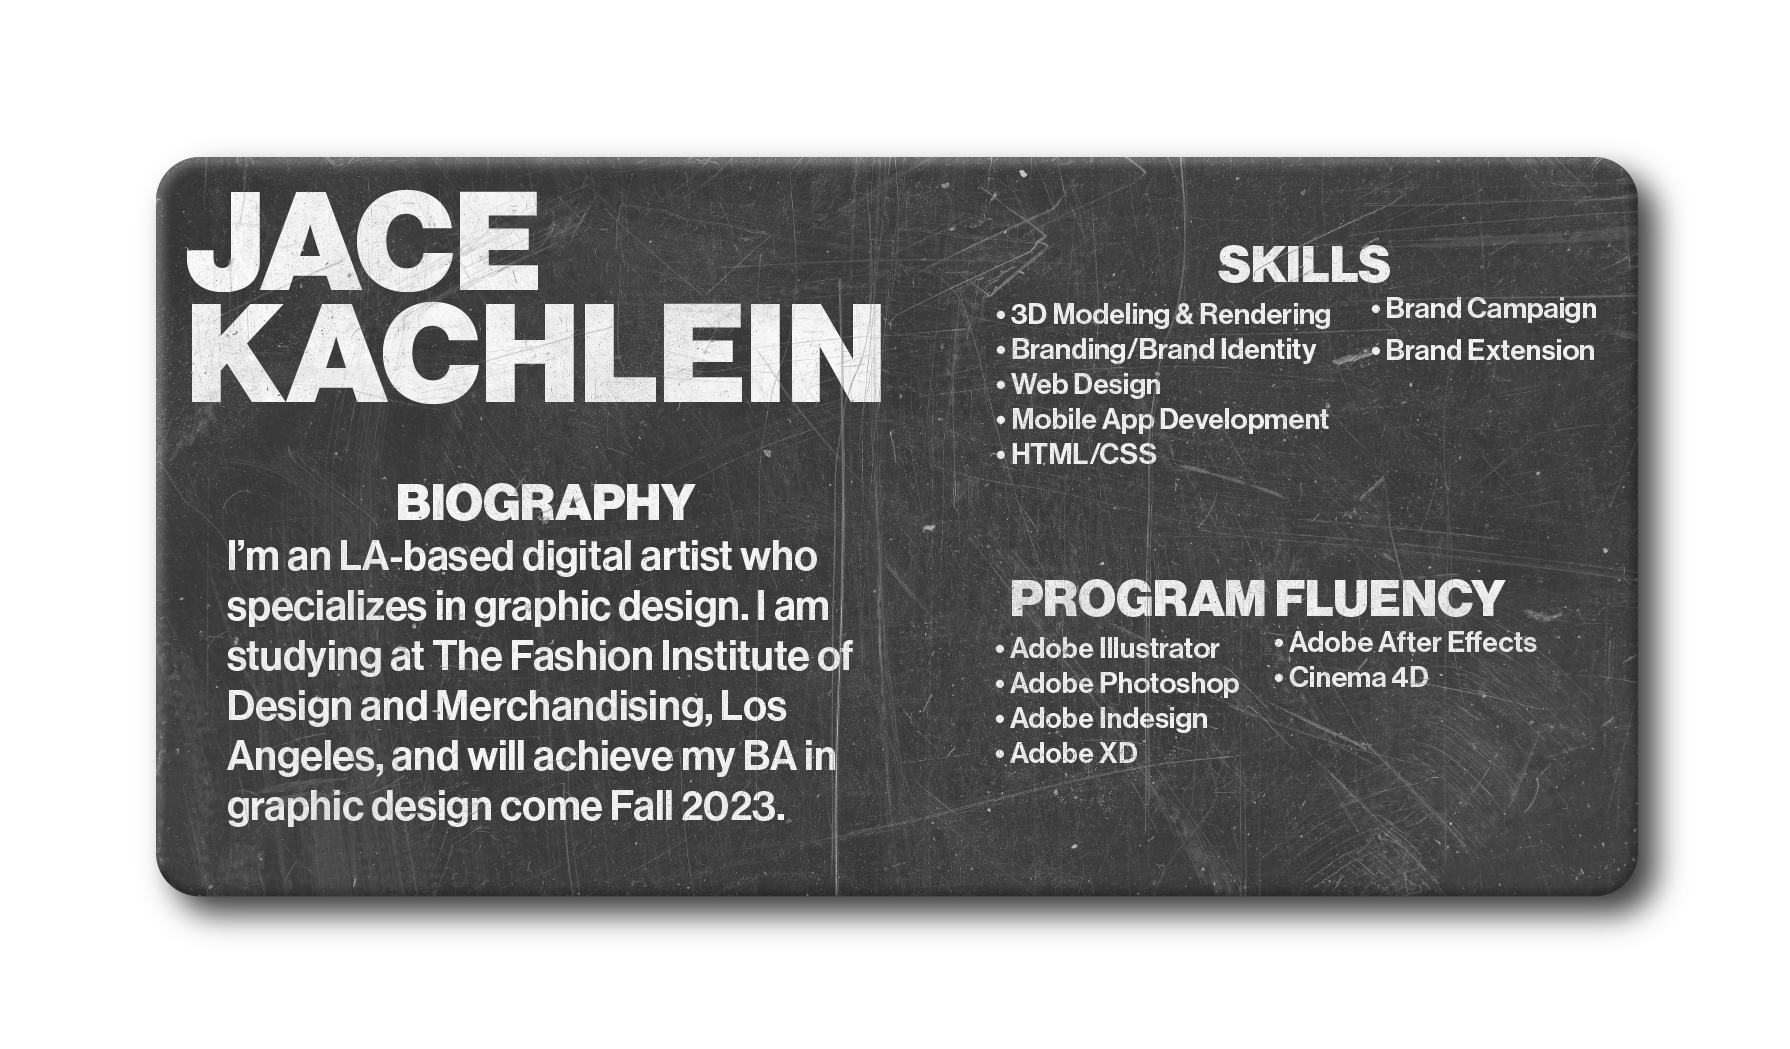 JACE
KACHLEIN
BIOGRAPHY
I’m an LA-based digital artist who
specializes in graphic design. I am
studying at The Fashion Institute of
Design and Merchandising, Los
Angeles, and will achieve my BA in
graphic design come Fall 2023.
SKILLS
• 3D Modeling & Rendering
• Branding/Brand Identity
• Web Design
• Mobile App Development
• HTML/CSS
• Brand Campaign
• Brand Extension
PROGRAM FLUENCY
• Adobe Illustrator
• Adobe Photoshop
• Adobe Indesign
• Adobe XD
• Adobe After Effects
• Cinema 4D